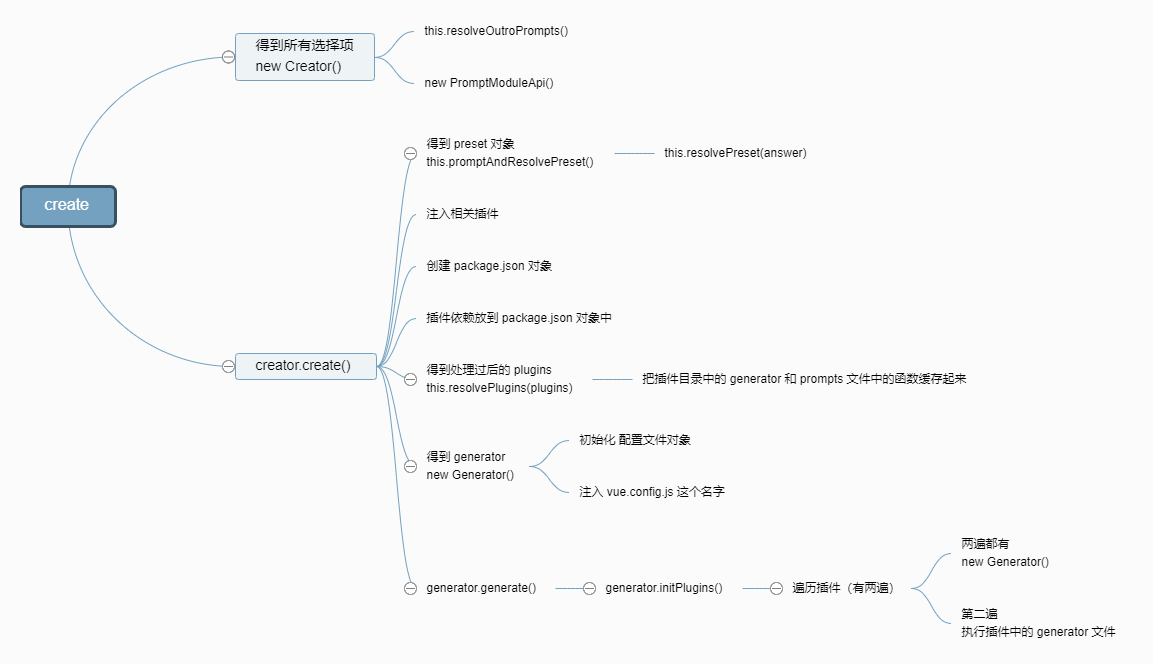 create
得到所有选择项
new Creator()
this.resolveOutroPrompts()
new PromptModuleApi()
creator.create()
得到 preset 对象
this.promptAndResolvePreset()
this.resolvePreset(answer)
注入相关插件
创建 package.json 对象
插件依赖放到 package.json 对象中
得到处理过后的 plugins
this.resolvePlugins(plugins)
把插件目录中的 generator 和 prompts 文件中的函数缓存起来
得到 generator
new Generator()
初始化 配置文件对象
注入 vue.config.js 这个名字
generator.generate()
generator.initPlugins()
遍历插件（有两遍）
两遍都有
new Generator()
第二遍
执行插件中的 generator 文件